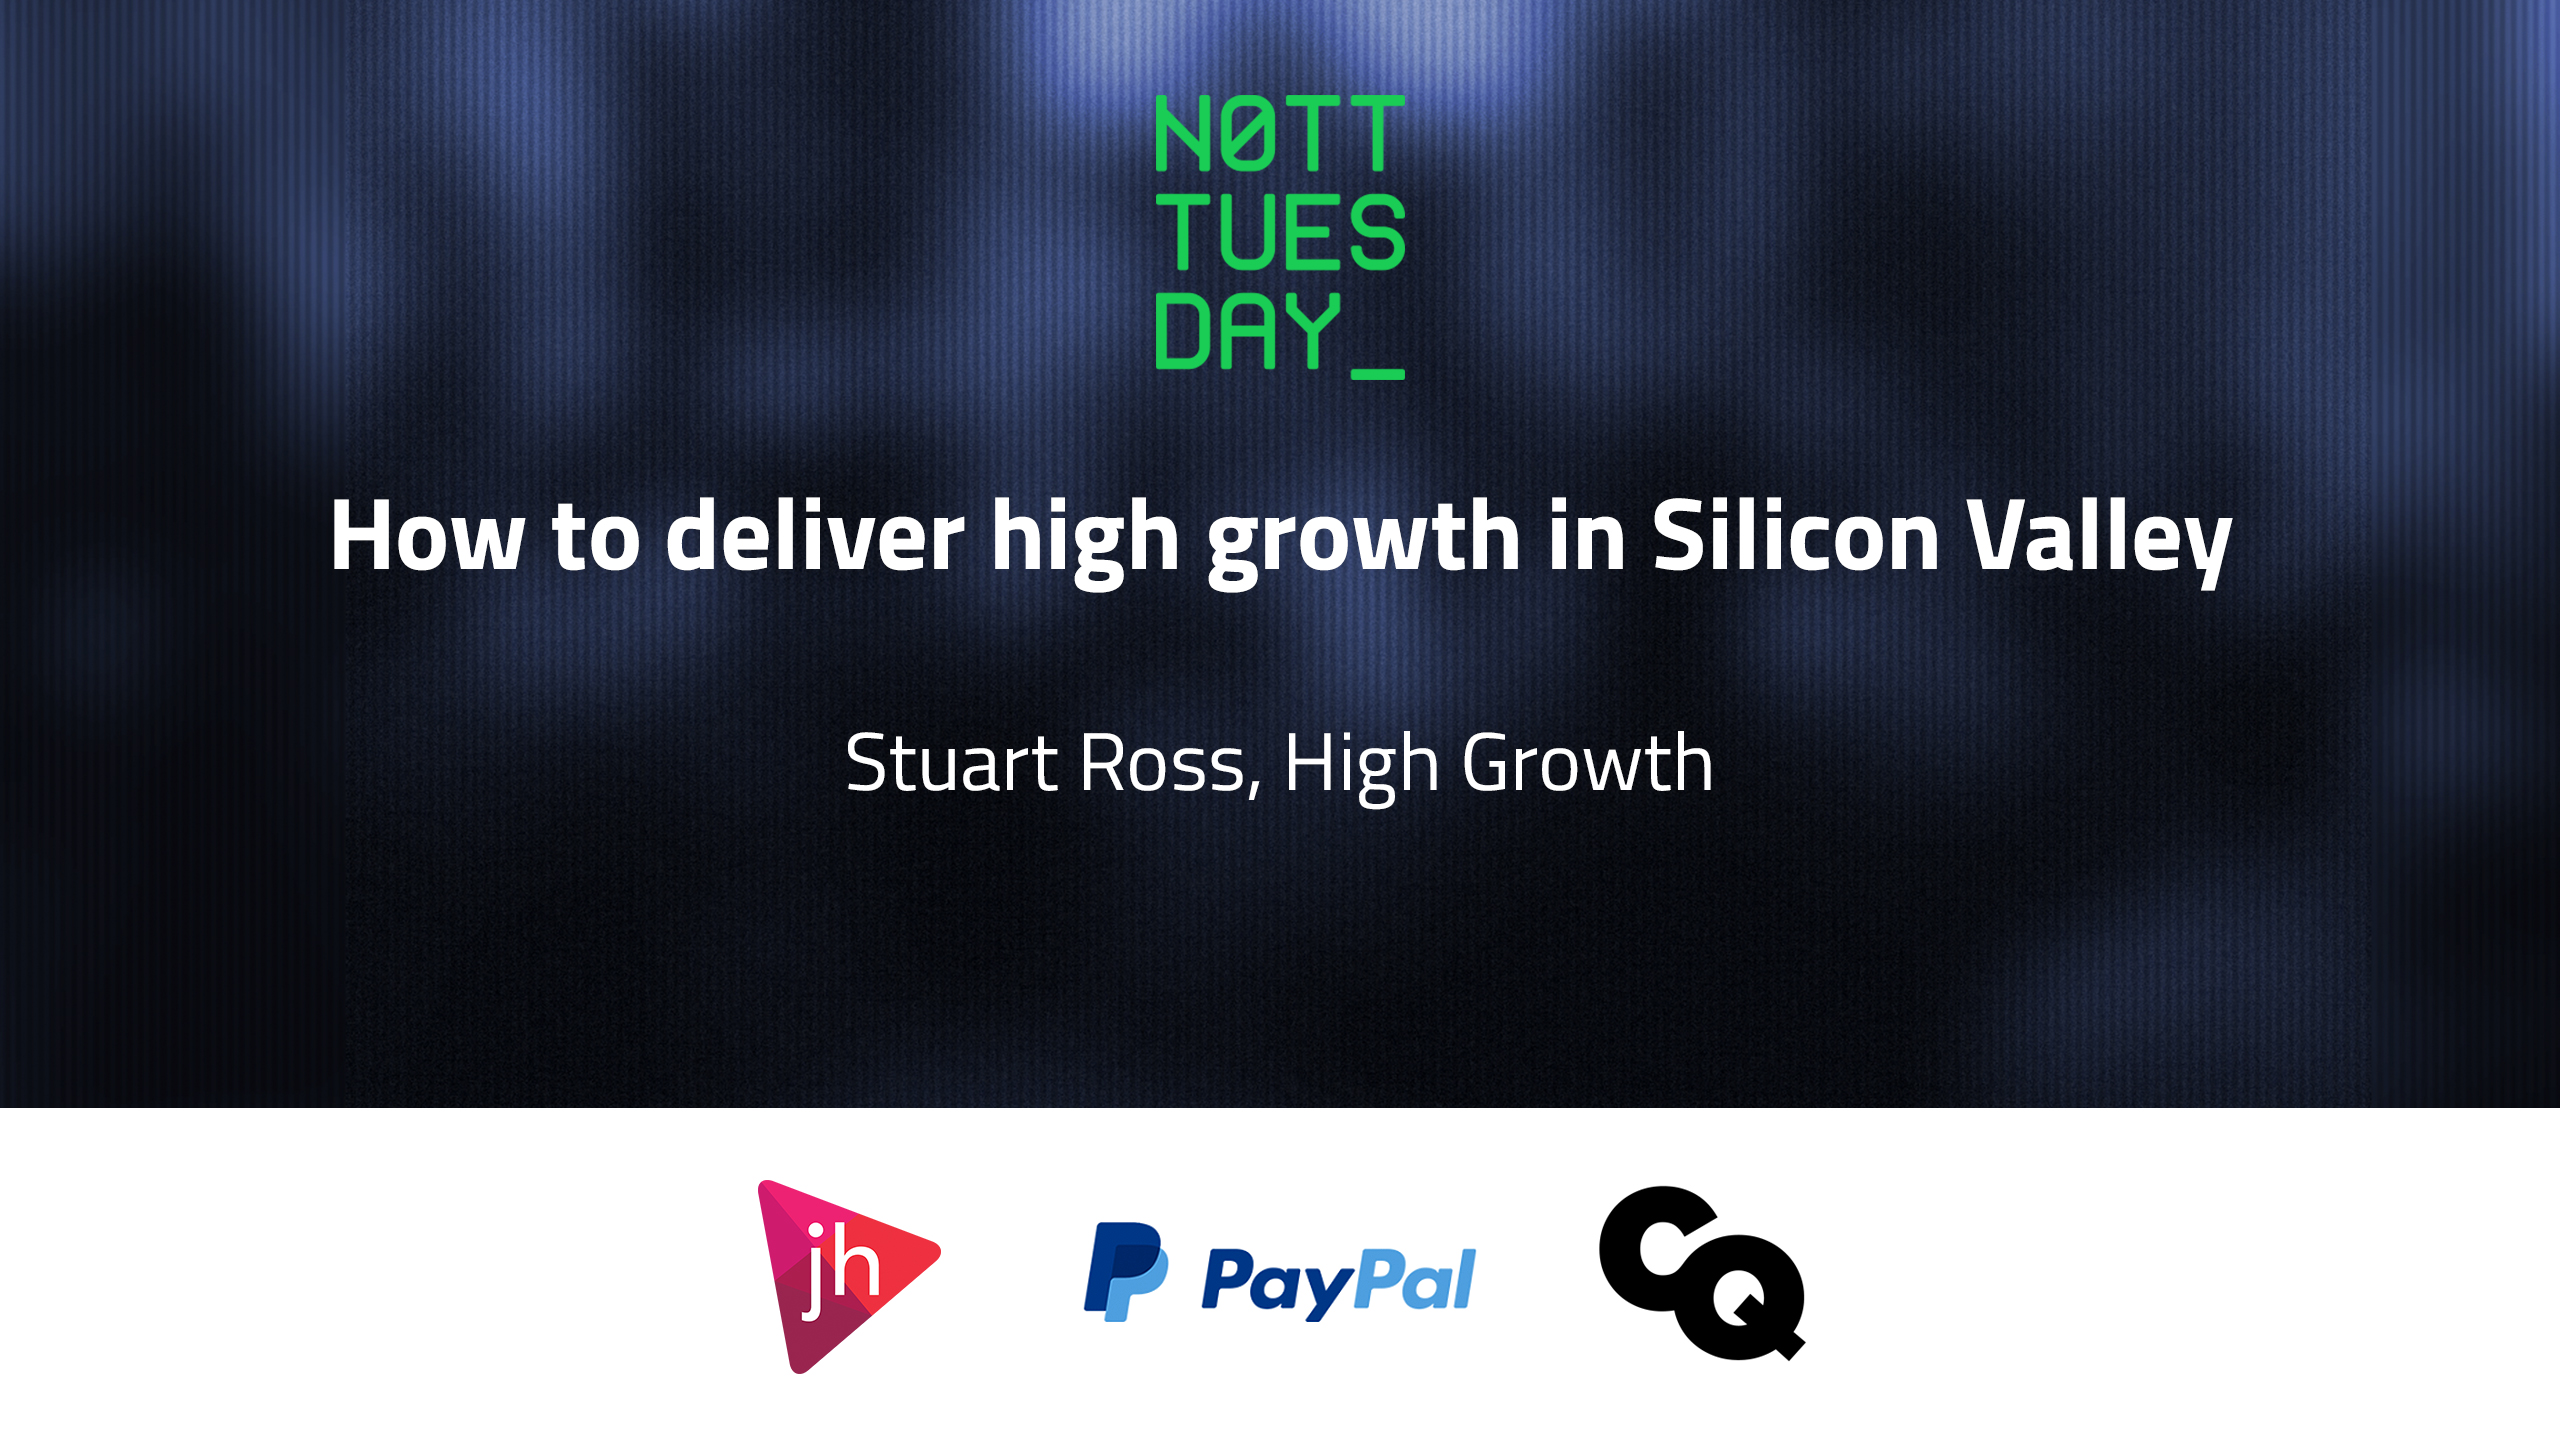 N0TT
TUES
DAY_
How to deliver high growth in Silicon Valley
Stuart Ross, High Growth
jh
PayPal
CQ